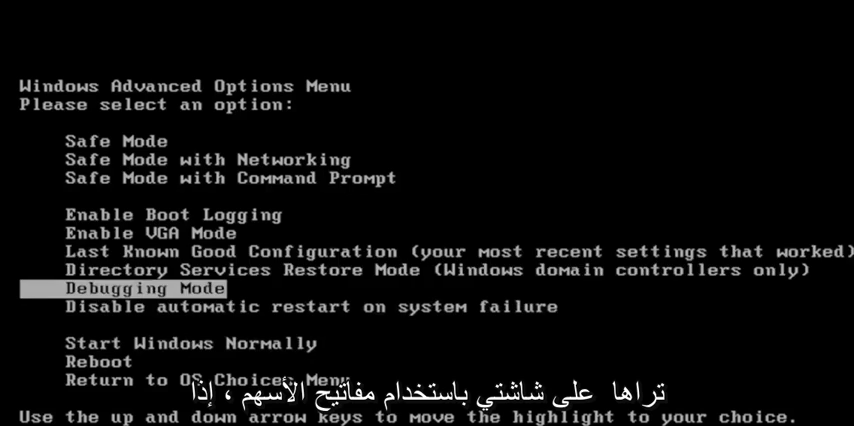 Windows Advanced Options Menu
Please select an option:
Safe Mode
Safe Mode with Networking
Safe Mode with Command Prompt
Enable Boot Logging
Enable VGA Mode
Last Known Good Configuration (your most recent settings that worked)
Directory Services Restore Mode (Windows domain controllers only)
Debugging Mode
Disable automatic restart on system failure
Start Windows Normally
Reboot
Return to OS Choices Menu
تراها على شاشتي باستخدام مفاتيح الأسهم ، إذا
Use the up and down arrow keys to move the highlight to your choice.